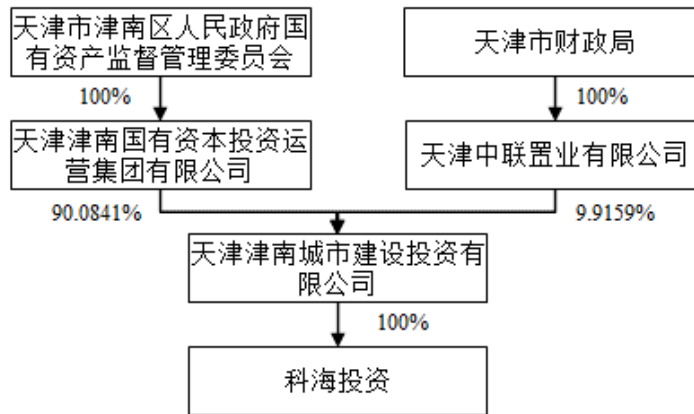 天津市津南区人民政府国
有资产监督管理委员会
天津市财政局
100%
100%
天津津南国有资本投资运
营集团有限公司
天津中联置业有限公司
90.0841%
9.9159%
天津津南城市建设投资有
限公司
100%
科海投资